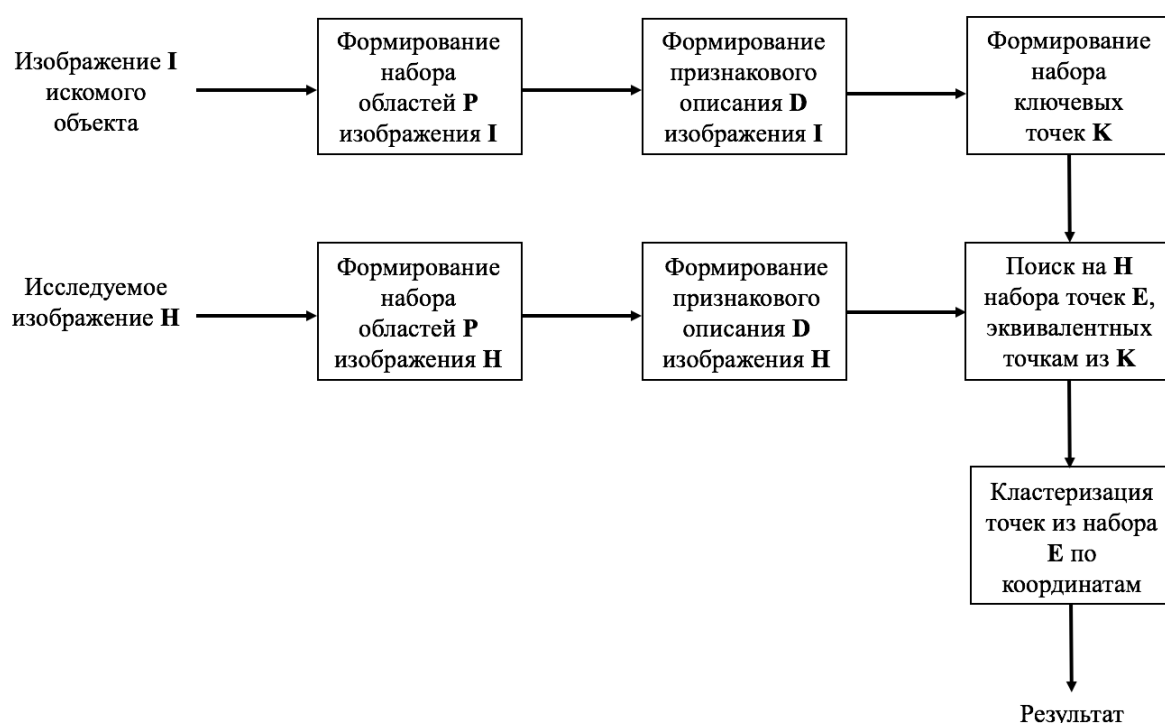 Изображение I
искомого
объекта
Формирование
набора
областей P
изображения I
Формирование
признакового
описания D
изображения I
Формирование
набора
ключевых
точек K
Исследуемое
изображение H
Формирование
набора
областей P
изображения H
Формирование
признакового
описания D
изображения H
Поиск на H
набора точек E,
эквивалентных
точкам из K
Кластеризация
точек из набора
E по
координатам
Результат